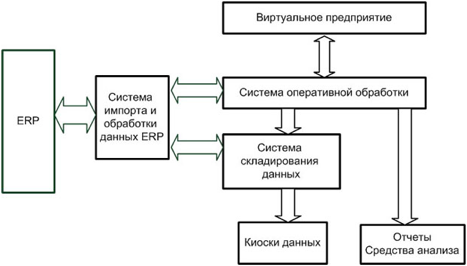 Виртуальное предприятие
Система оперативной обработки
ERP
Система
импорта и
обработки
данных ERP
Система
складирования
данных
Киоски данных
Отчеты
Средства анализа